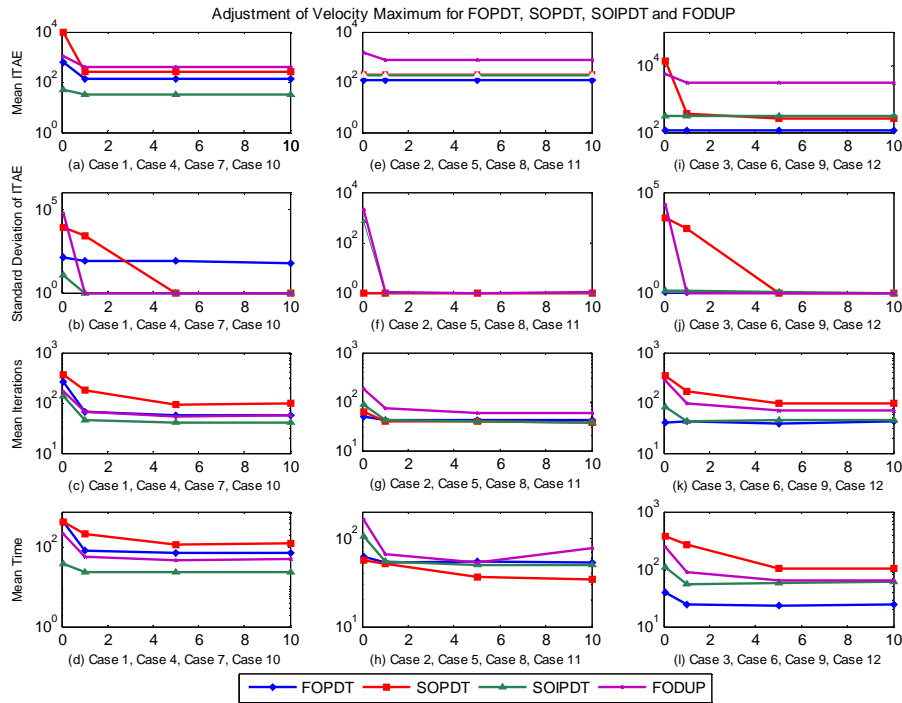 Adjustment of Velocity Maximum for FOPDT, SOPDT, SOIPDT and FODUP
Mean ITAE
10^4
10^2
10^0
0 2 4 6 8 10
(a) Case 1, Case 4, Case 7, Case 10
10^4
10^2
10^0
0 2 4 6 8 10
(e) Case 2, Case 5, Case 8, Case 11
10^4
10^2
0 2 4 6 8 10
(i) Case 3, Case 6, Case 9, Case 12
Standard Deviation of ITAE
10^5
10^0
0 2 4 6 8 10
(b) Case 1, Case 4, Case 7, Case 10
10^4
10^2
10^0
0 2 4 6 8 10
(f) Case 2, Case 5, Case 8, Case 11
10^5
10^0
0 2 4 6 8 10
(j) Case 3, Case 6, Case 9, Case 12
Mean Iterations
10^3
10^2
10^1
0 2 4 6 8 10
(c) Case 1, Case 4, Case 7, Case 10
10^3
10^2
10^1
0 2 4 6 8 10
(g) Case 2, Case 5, Case 8, Case 11
10^3
10^2
10^1
0 2 4 6 8 10
(k) Case 3, Case 6, Case 9, Case 12
Mean Time
10^2
10^0
0 2 4 6 8 10
(d) Case 1, Case 4, Case 7, Case 10
10^2
10^1
0 2 4 6 8 10
(h) Case 2, Case 5, Case 8, Case 11
10^3
10^2
10^1
0 2 4 6 8 10
(l) Case 3, Case 6, Case 9, Case 12
FOPDT SOPDT SOIPDT FODUP